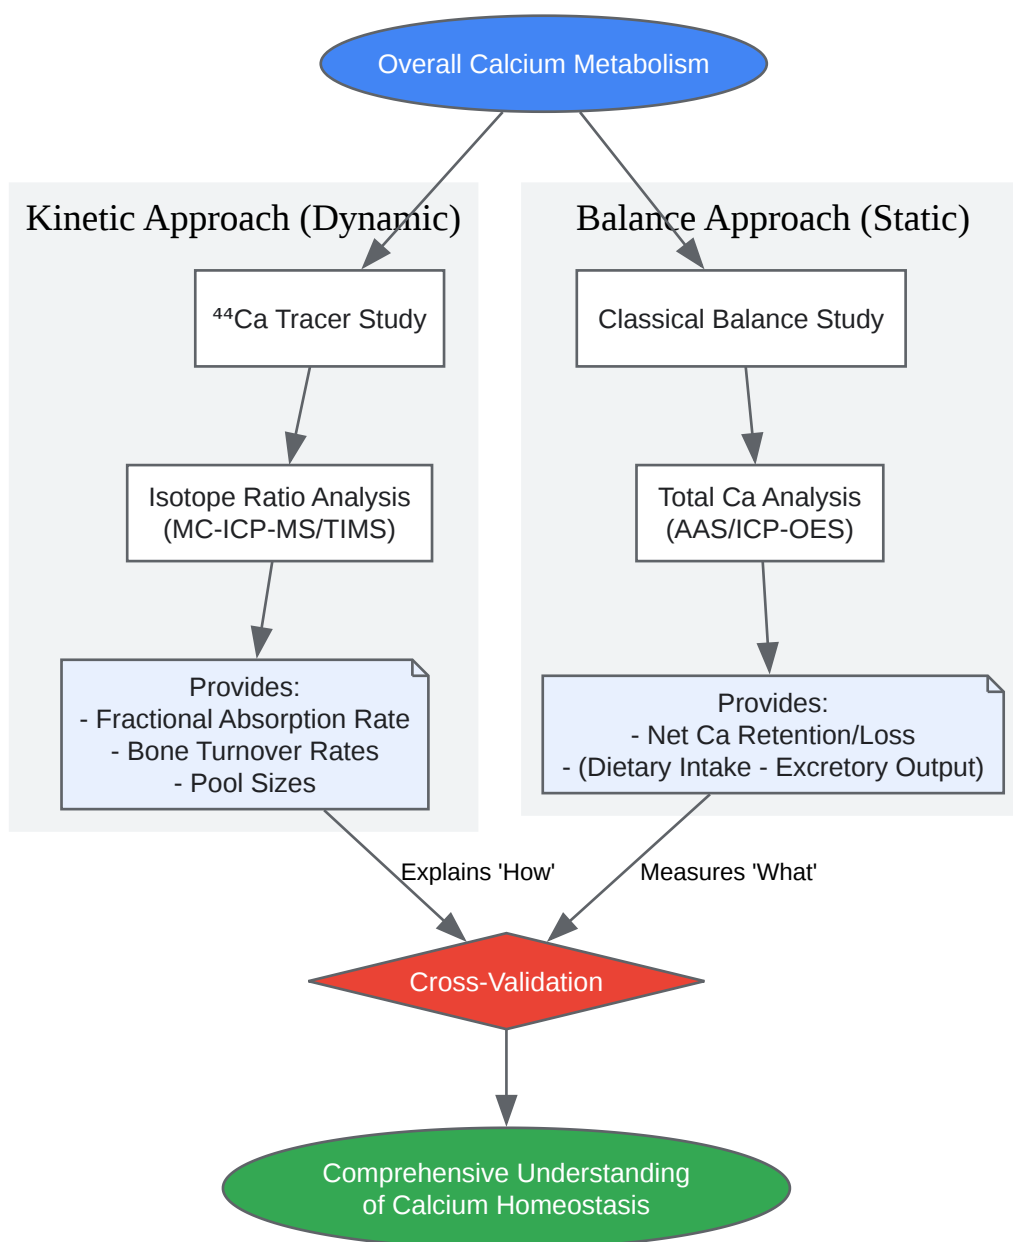 Overall Calcium Metabolism
Kinetic Approach (Dynamic)
⁴⁴Ca Tracer Study
Isotope Ratio Analysis
(MC-ICP-MS/TIMS)
Provides:
- Fractional Absorption Rate
- Bone Turnover Rates
- Pool Sizes
Balance Approach (Static)
Classical Balance Study
Total Ca Analysis
(AAS/ICP-OES)
Provides:
- Net Ca Retention/Loss
- (Dietary Intake - Excretory Output)
Explains 'How'
Measures 'What'
Cross-Validation
Comprehensive Understanding
of Calcium Homeostasis